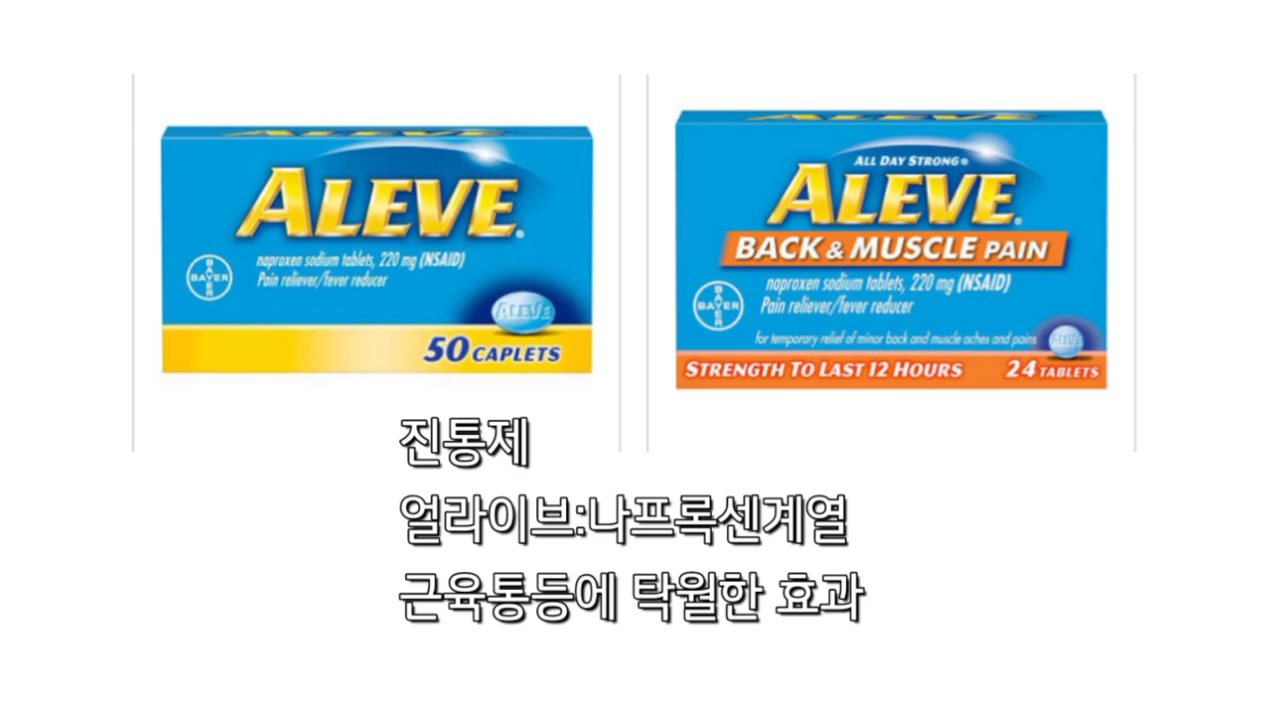 ALEVE
naproxen sodium tablets, 220 mg (NSAID)
Pain reliever/fever reducer
BAYER
BAYER
ALEVE
50 CAPLETS
ALL DAY STRONG®
ALEVE®
BACK & MUSCLE PAIN
naproxen sodium tablets, 220 mg (NSAID)
Pain reliever/fever reducer
BAYER
BAYER
for temporary relief of minor back and muscle aches and pains
ALEVE
STRENGTH TO LAST 12 HOURS
24 TABLETS
진통제
얼라이브:나프록센계열
근육통등에 탁월한 효과